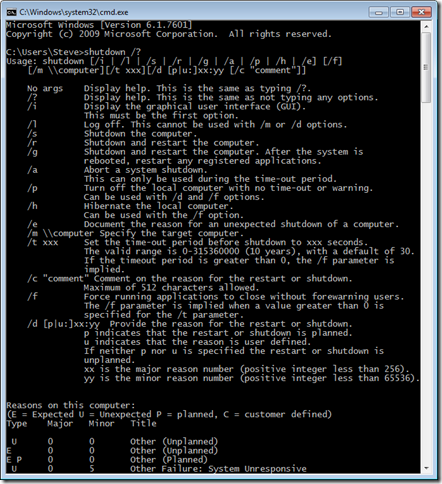 C:\Windows\system32\cmd.exe
Microsoft Windows [Version 6.1.7601]
Copyright (c) 2009 Microsoft Corporation.  All rights reserved.
C:\Users\Steve>shutdown /?
Usage: shutdown [/i | /l | /s | /r | /g | /a | /p | /h | /e] [/f]
[/m \\computer][/t xxx][/d [p|u:]xx:yy [/c "comment"]]
No args    Display help. This is the same as typing /?.
/?         Display help. This is the same as not typing any options.
/i         Display the graphical user interface (GUI).
This must be the first option.
/l         Log off. This cannot be used with /m or /d options.
/s         Shutdown the computer.
/r         Shutdown and restart the computer.
/g         Shutdown and restart the computer. After the system is
rebooted, restart any registered applications.
/a         Abort a system shutdown.
This can only be used during the time-out period.
/p         Turn off the local computer with no time-out or warning.
Can be used with /d and /f options.
/h         Hibernate the local computer.
Can be used with the /f option.
/e         Document the reason for an unexpected shutdown of a computer.
/m \\computer Specify the target computer.
/t xxx     Set the time-out period before shutdown to xxx seconds.
The valid range is 0-315360000 (10 years), with a default of 30.
If the timeout period is greater than 0, the /f parameter is
implied.
/c "comment" Comment on the reason for the restart or shutdown.
Maximum of 512 characters allowed.
/f         Force running applications to close without forewarning users.
The /f parameter is implied when a value greater than 0 is
specified for the /t parameter.
/d [p|u:]xx:yy  Provide the reason for the restart or shutdown.
p indicates that the restart or shutdown is planned.
u indicates that the reason is user defined.
If neither p nor u is specified the restart or shutdown is
unplanned.
xx is the major reason number (positive integer less than 256).
yy is the minor reason number (positive integer less than 65536).
Reasons on this computer:
(E = Expected U = Unexpected P = planned, C = customer defined)
Type    Major   Minor   Title
U      0       0       Other (Unplanned)
E       0       0       Other (Unplanned)
E P     0       0       Other (Planned)
U      0       5       Other Failure: System Unresponsive